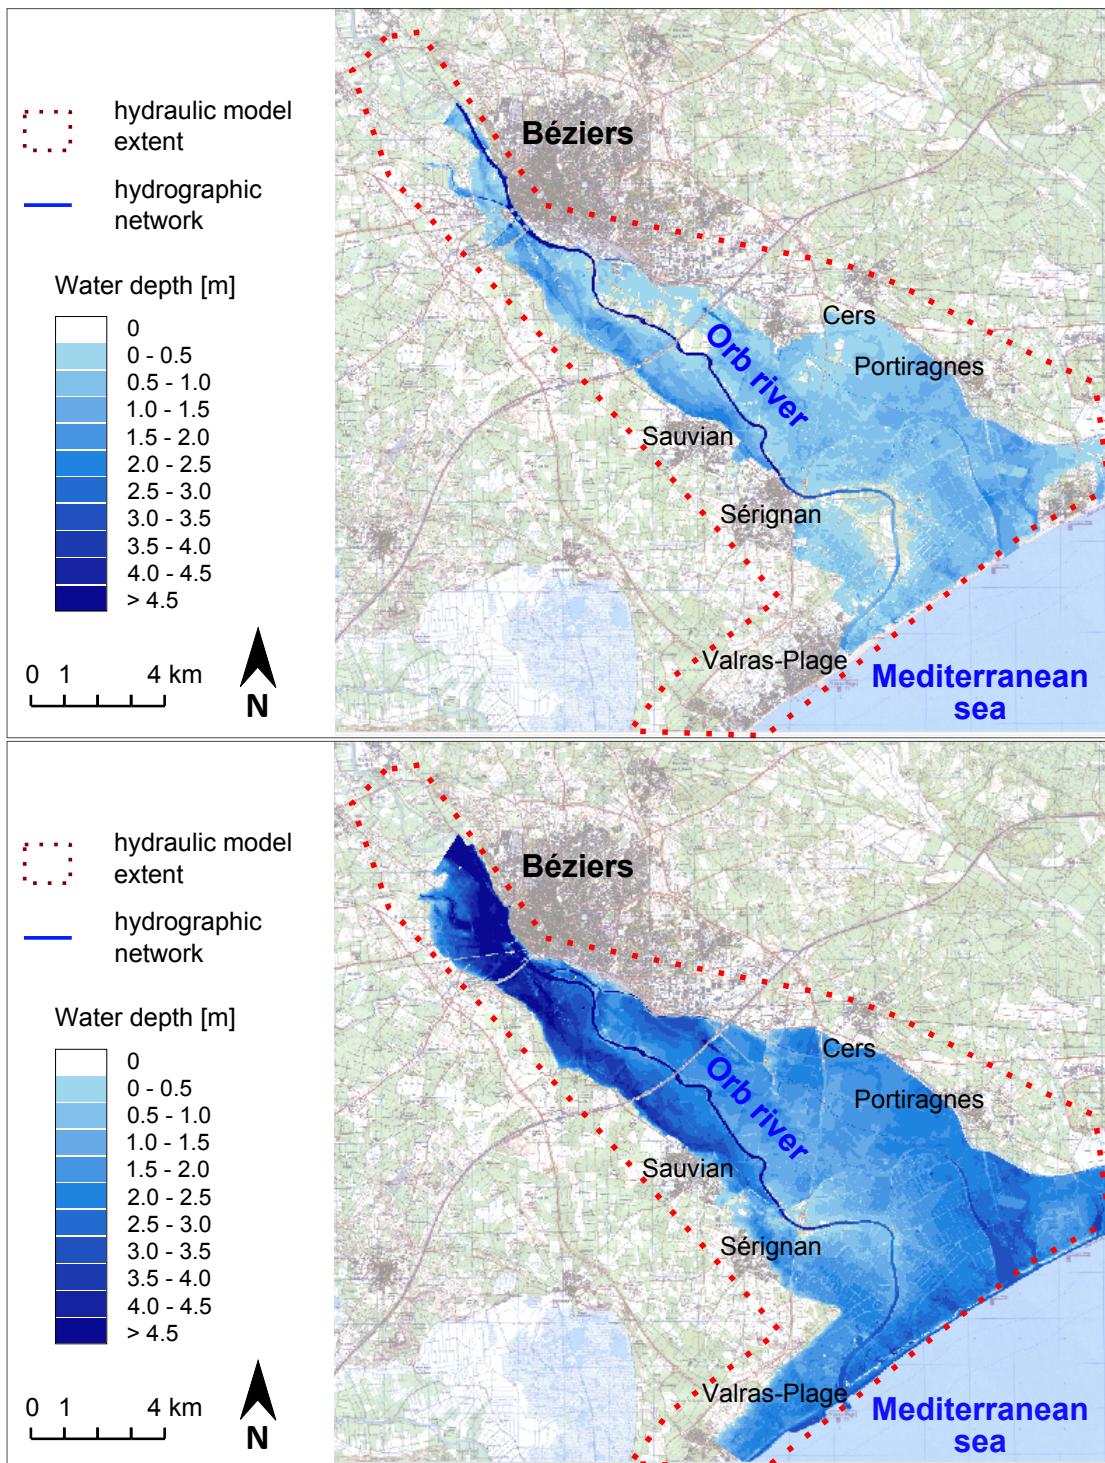 hydraulic model
extent
hydrographic
network
Water depth [m]
0
0 - 0.5
0.5 - 1.0
1.0 - 1.5
1.5 - 2.0
2.0 - 2.5
2.5 - 3.0
3.0 - 3.5
3.5 - 4.0
4.0 - 4.5
> 4.5
0 1 4 km
N
Béziers
Orb river
Cers
Portiragnes
Sauvian
Sérignan
Valras-Plage
Mediterranean
sea
hydraulic model
extent
hydrographic
network
Water depth [m]
0
0 - 0.5
0.5 - 1.0
1.0 - 1.5
1.5 - 2.0
2.0 - 2.5
2.5 - 3.0
3.0 - 3.5
3.5 - 4.0
4.0 - 4.5
> 4.5
0 1 4 km
N
Béziers
Orb river
Cers
Portiragnes
Sauvian
Sérignan
Valras-Plage
Mediterranean
sea